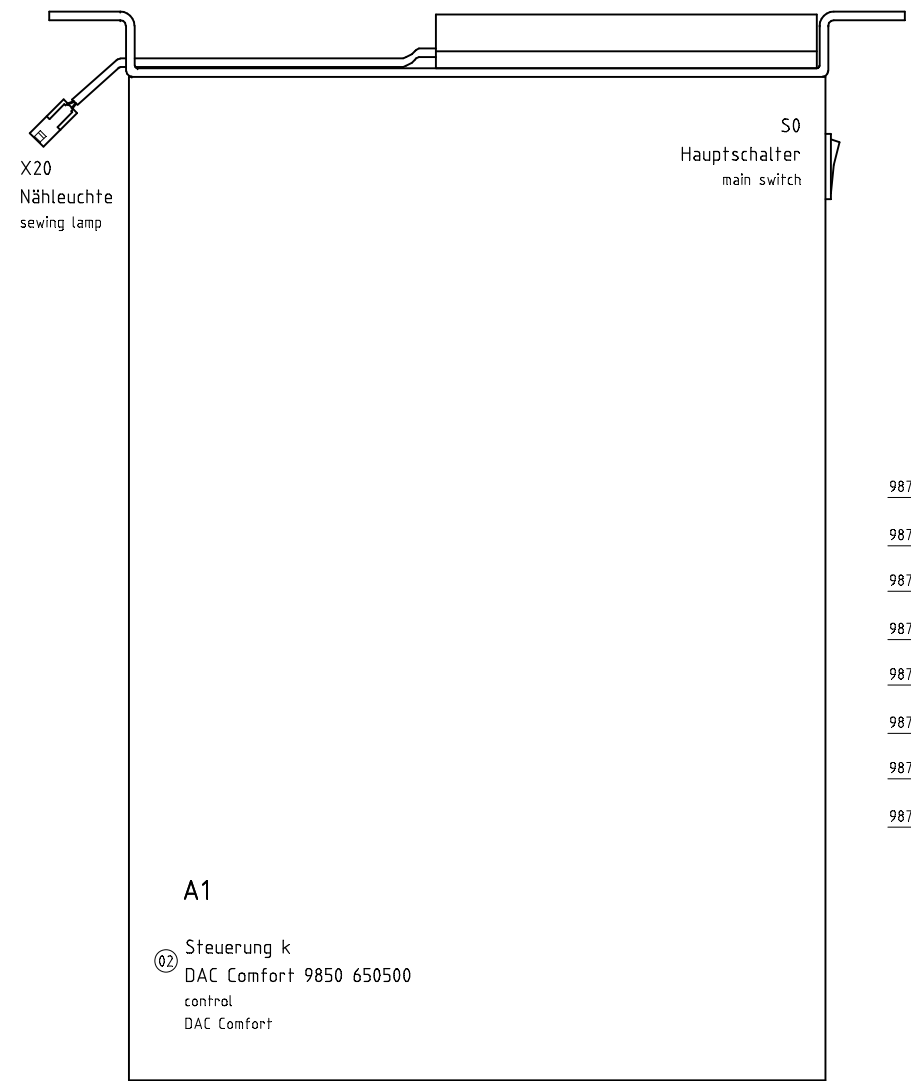 S0
Hauptschalter
main switch
X20
Nähleuchte
sewing lamp
987
987
987
987
987
987
987
987
A1
02
Steuerung k
DAC Comfort 9850 650500
control
DAC Comfort